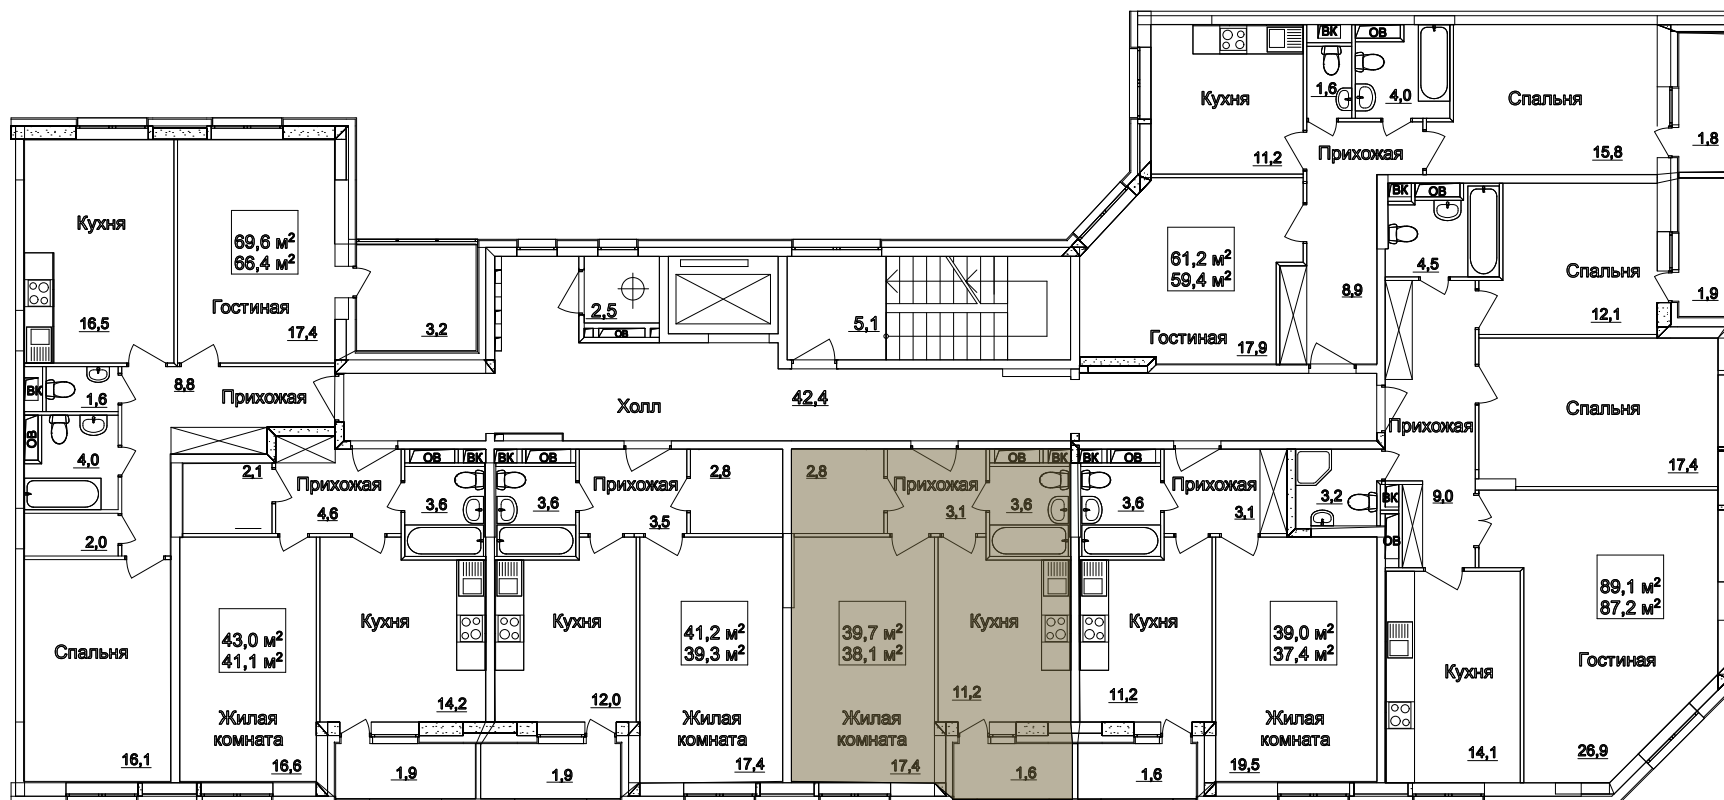 ВК
ОВ
Кухня
1,6
4,0
Спальня
11,2
Прихожая
15,8
1,8
Кухня
69,6 м²
66,4 м²
Гостиная
16,5
17,4
3,2
2,5
ОВ
5,1
61,2 м²
59,4 м²
Гостиная
17,9
8,9
ВК
ОВ
4,5
Спальня
12,1
1,9
ВК
1,6
8,8
Прихожая
Холл
42,4
Прихожая
Спальня
17,4
ОВ
4,0
2,0
2,1
Прихожая
4,6
ОВ
ВК
3,6
ВК
ОВ
3,6
Прихожая
3,5
2,8
2,8
Прихожая
3,1
ОВ
ВК
3,6
ВК
ОВ
3,6
Прихожая
3,1
3,2
ВК
ОВ
9,0
Спальня
16,1
43,0 м²
41,1 м²
Жилая
комната
16,6
Кухня
14,2
1,9
Кухня
12,0
1,9
41,2 м²
39,3 м²
Жилая
комната
17,4
39,7 м²
38,1 м²
Жилая
комната
17,4
Кухня
11,2
1,6
Кухня
11,2
1,6
39,0 м²
37,4 м²
Жилая
комната
19,5
Кухня
14,1
89,1 м²
87,2 м²
Гостиная
26,9